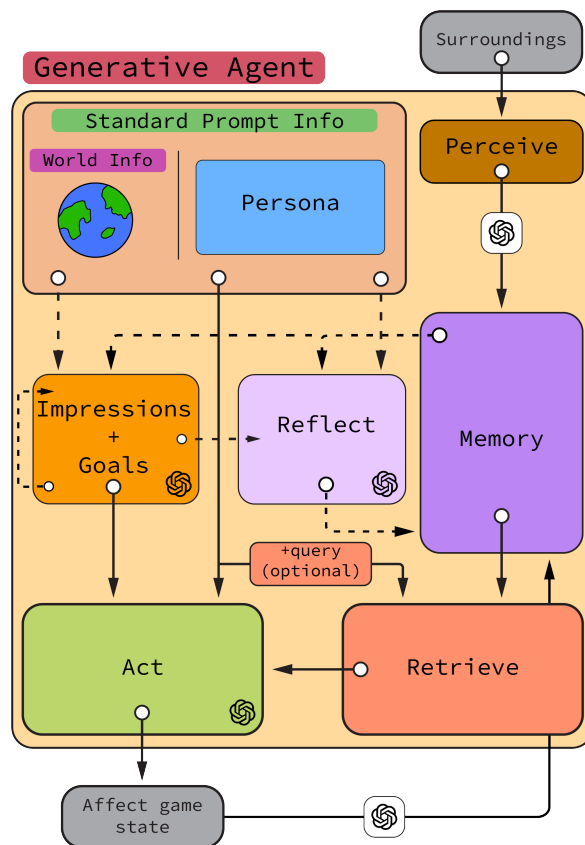 Surroundings
Generative Agent
Standard Prompt Info
World Info
Persona
Perceive
Impressions
+
Goals
Reflect
Memory
+query
(optional)
Act
Retrieve
Affect game
state